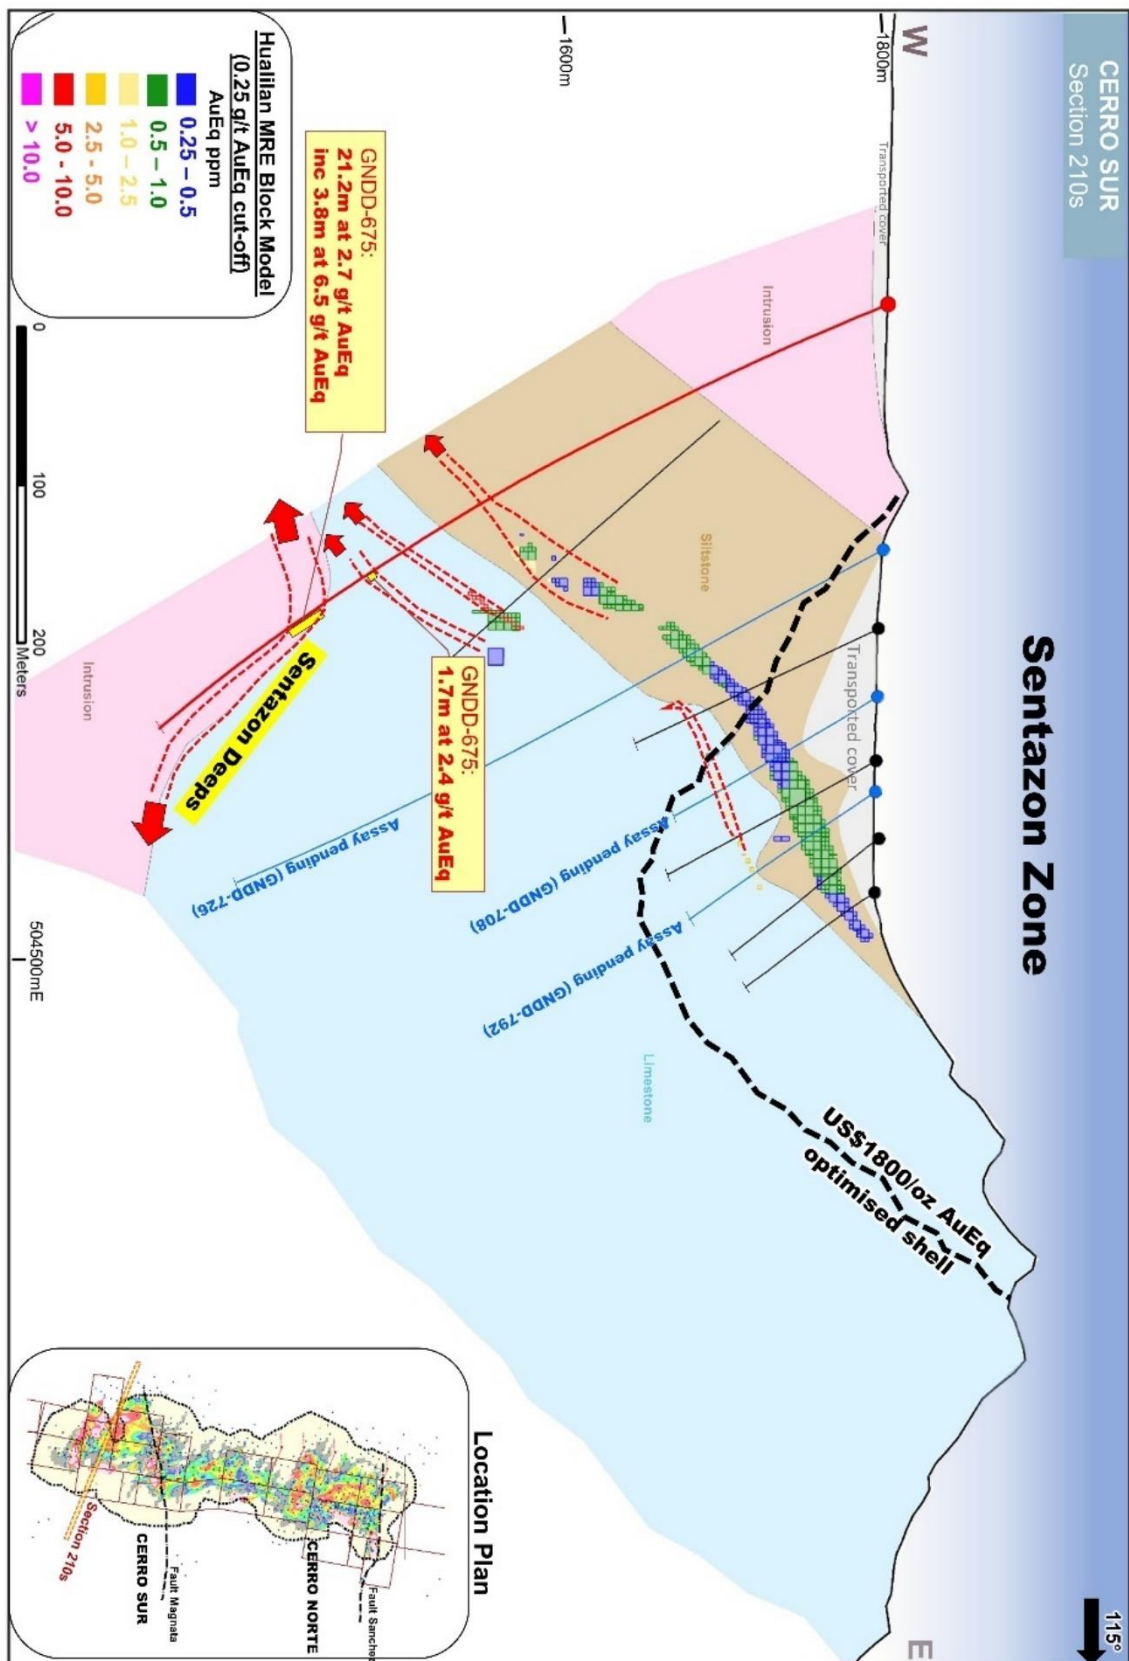 CERRO SUR
Section 210s
Sentazon Zone
115°
W
E
1800m
1600m
Transported cover
Transported cover
Intrusion
Siltstone
Limestone
Intrusion
US$1800/oz AuEq
optimised shell
Assay pending (GNDD-792)
Assay pending (GNDD-708)
Assay pending (GNDD-726)
GNDD-675:
1.7m at 2.4 g/t AuEq
GNDD-675:
21.2m at 2.7 g/t AuEq
inc 3.8m at 6.5 g/t AuEq
Sentazon Deeps
Hualilan MRE Block Model
(0.25 g/t AuEq cut-off)
AuEq ppm
0.25 – 0.5
0.5 – 1.0
1.0 – 2.5
2.5 - 5.0
5.0 - 10.0
> 10.0
0
100
200
Meters
504500mE
Location Plan
Fault Sanchez
CERRO NORTE
Fault Magnata
CERRO SUR
Section 210s